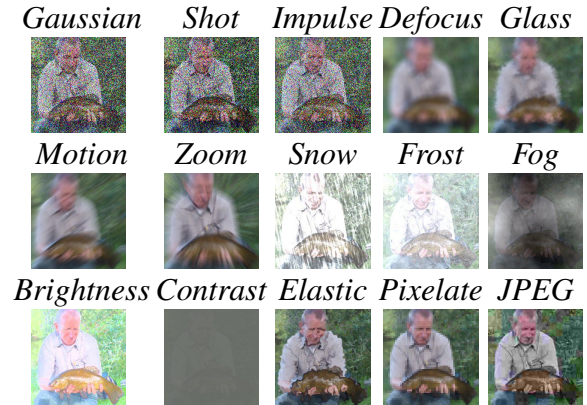 Gaussian Shot Impulse Defocus Glass
Motion Zoom Snow Frost Fog
Brightness Contrast Elastic Pixelate JPEG